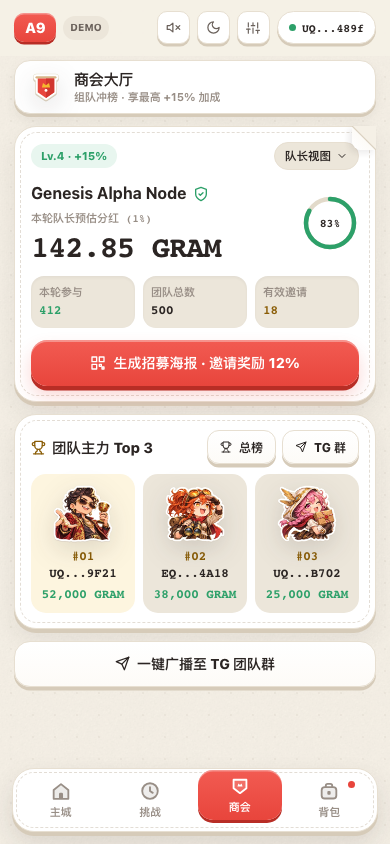 A9 DEMO UQ...489f
商会大厅
组队冲榜 · 享最高 +15% 加成
Lv.4 · +15% 队长视图
Genesis Alpha Node
本轮队长预估分红 (1%)
142.85 GRAM
83%
本轮参与 团队总数 有效邀请
412 500 18
生成招募海报 · 邀请奖励 12%
团队主力 Top 3 总榜 TG 群
#01 #02 #03
UQ...9F21 EQ...4A18 UQ...B702
52,000 GRAM 38,000 GRAM 25,000 GRAM
一键广播至 TG 团队群
主城 挑战 商会 背包